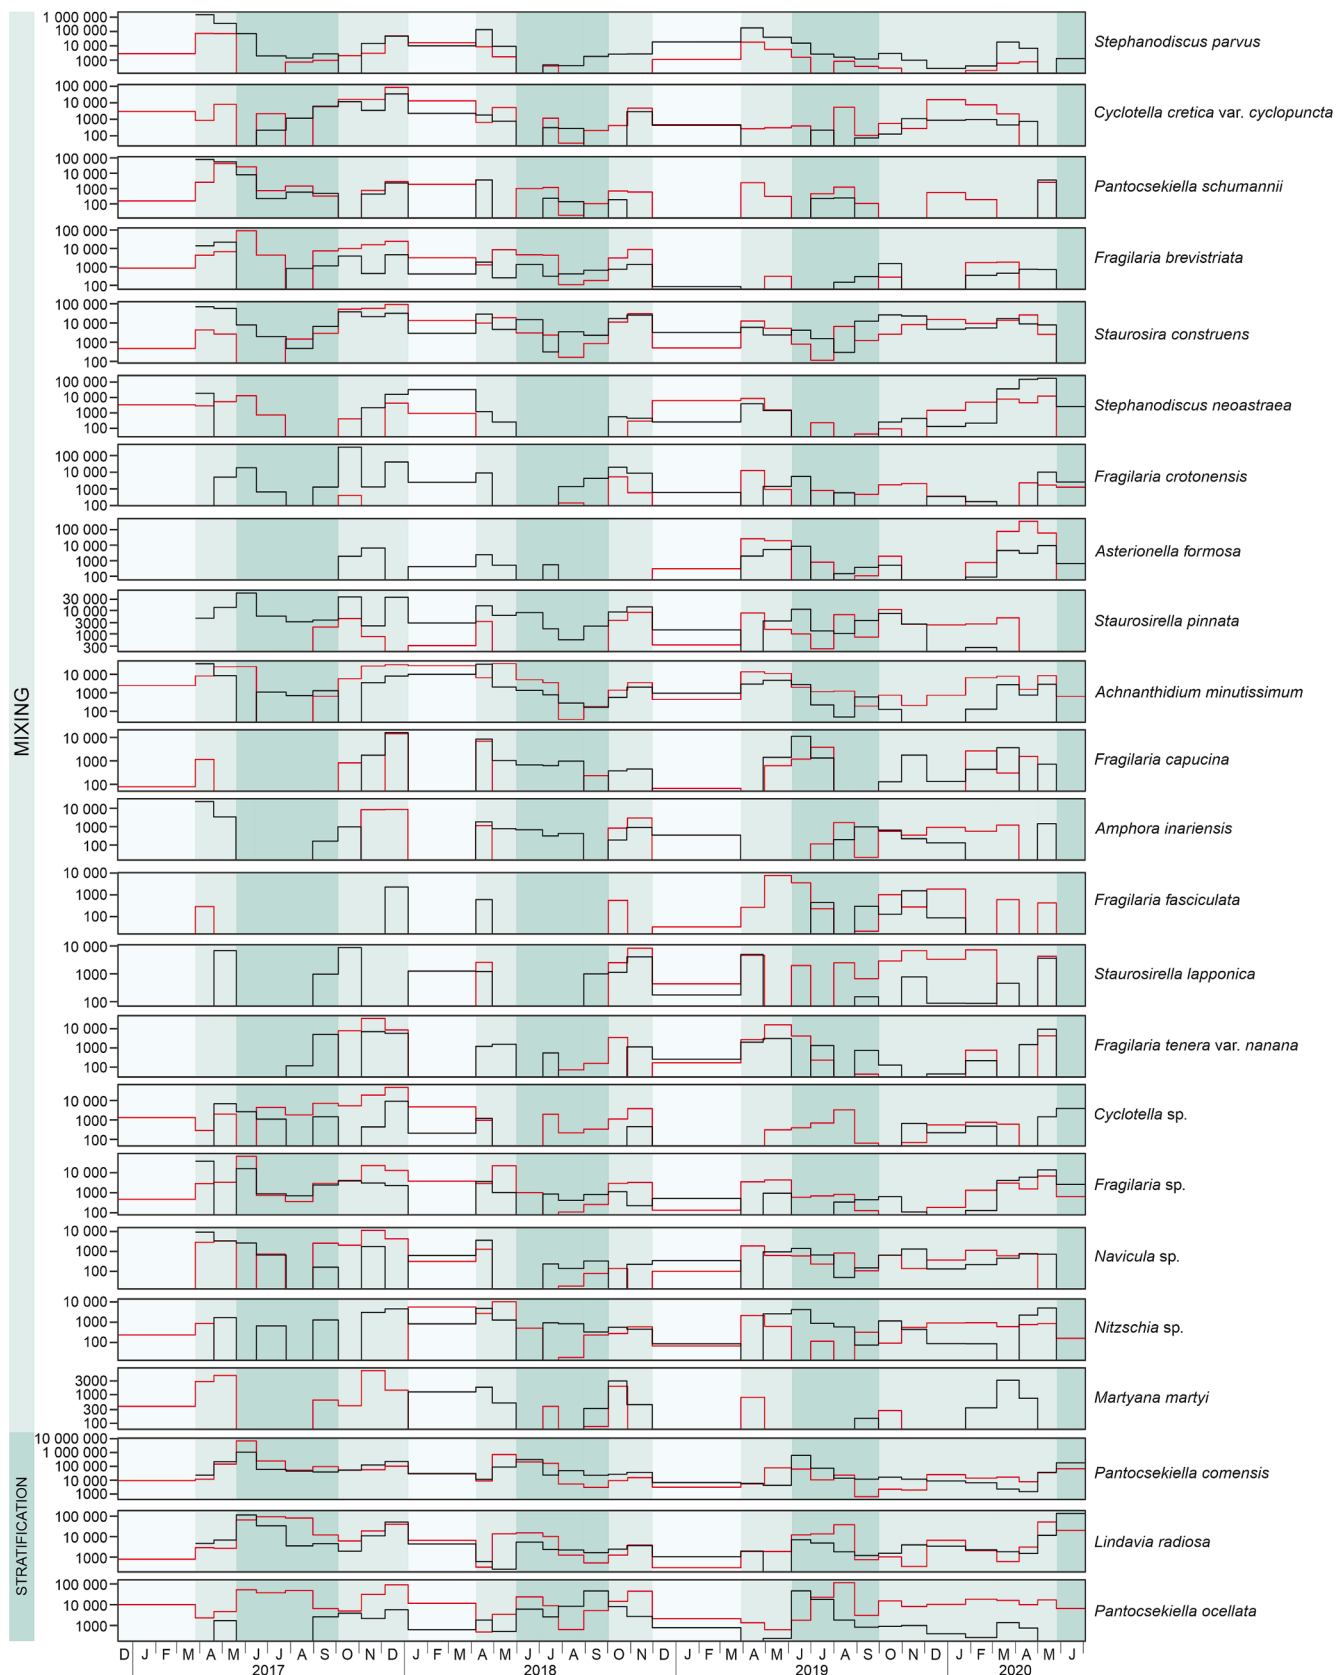 MIXING
STRATIFICATION
1 000 000
100 000
10 000
1000
Stephanodiscus parvus
100 000
10 000
1000
100
Cyclotella cretica var. cyclopuncta
100 000
10 000
1000
100
Pantocsekiella schumannii
100 000
10 000
1000
100
Fragilaria brevistriata
100 000
10 000
1000
100
Staurosira construens
100 000
10 000
1000
100
Stephanodiscus neoastraea
100 000
10 000
1000
100
Fragilaria crotonensis
100 000
10 000
1000
100
Asterionella formosa
30 000
10 000
3000
1000
300
Staurosirella pinnata
10 000
1000
100
Achnanthidium minutissimum
10 000
1000
100
Fragilaria capucina
10 000
1000
100
Amphora inariensis
10 000
1000
100
Fragilaria fasciculata
10 000
1000
100
Staurosirella lapponica
10 000
1000
100
Fragilaria tenera var. nanana
10 000
1000
100
Cyclotella sp.
10 000
1000
100
Fragilaria sp.
10 000
1000
100
Navicula sp.
10 000
1000
100
Nitzschia sp.
3000
1000
300
100
Martyana martyi
10 000 000
1 000 000
100 000
10 000
1000
Pantocsekiella comensis
100 000
10 000
1000
Lindavia radiosa
100 000
10 000
1000
Pantocsekiella ocellata
D J F M A M J J A S O N D J F M A M J J A S O N D J F M A M J J A S O N D J F M A M J
2017 2018 2019 2020